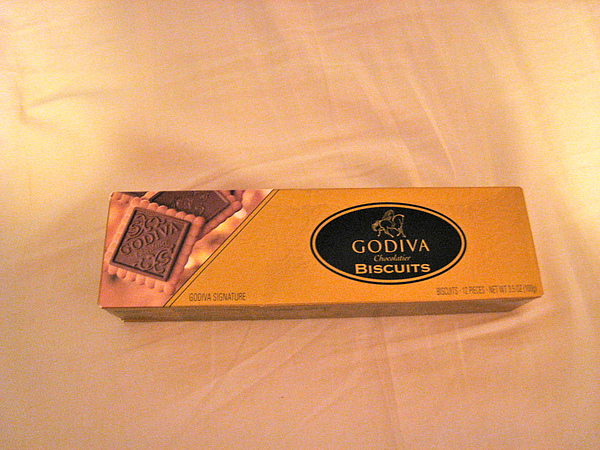 GODIVA
GODIVA
Chocolatier
BISCUITS
GODIVA SIGNATURE
BISCUITS · 12 PIECES · NET WT 3.5 OZ (100g)